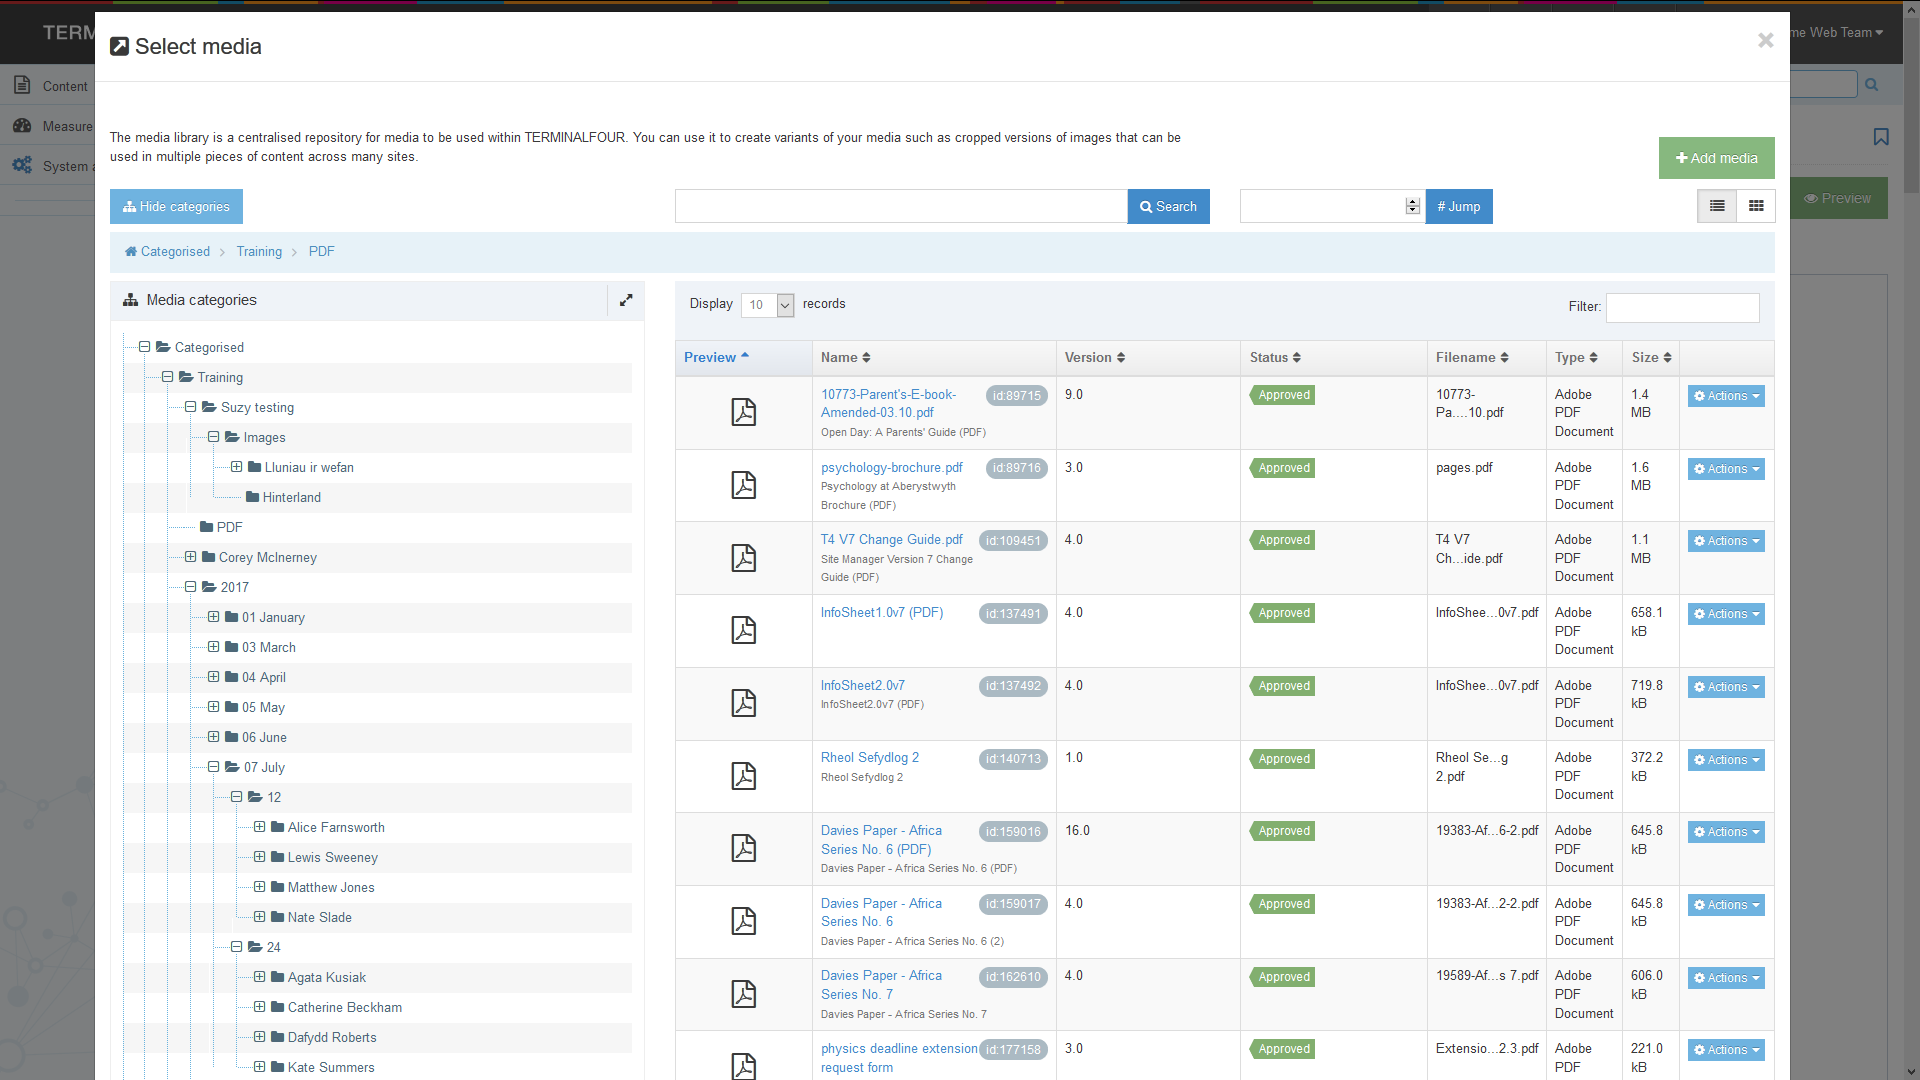 TERM
Select media
me Web Team
Content
Measure
System a
The media library is a centralised repository for media to be used within TERMINALFOUR. You can use it to create variants of your media such as cropped versions of images that can be
used in multiple pieces of content across many sites.
Add media
Hide categories
Search
# Jump
Preview
Categorised > Training > PDF
Media categories
Display 10 records
Filter:
Categorised
Training
Suzy testing
Images
Lluniau ir wefan
Hinterland
PDF
Corey McInerney
2017
01 January
03 March
04 April
05 May
06 June
07 July
12
Alice Farnsworth
Lewis Sweeney
Matthew Jones
Nate Slade
24
Agata Kusiak
Catherine Beckham
Dafydd Roberts
Kate Summers
Preview Name Version Status Filename Type Size
10773-Parent's-E-book- id:89715 9.0 Approved 10773- Adobe 1.4 Actions
Amended-03.10.pdf Pa....10.pdf PDF MB
Open Day: A Parents' Guide (PDF) Document
psychology-brochure.pdf id:89716 3.0 Approved pages.pdf Adobe 1.6 Actions
Psychology at Aberystwyth PDF MB
Brochure (PDF) Document
T4 V7 Change Guide.pdf id:109451 4.0 Approved T4 V7 Adobe 1.1 Actions
Site Manager Version 7 Change Ch...ide.pdf PDF MB
Guide (PDF) Document
InfoSheet1.0v7 (PDF) id:137491 4.0 Approved InfoShee...0v7.pdf Adobe 658.1 Actions
PDF kB
Document
InfoSheet2.0v7 id:137492 4.0 Approved InfoShee...0v7.pdf Adobe 719.8 Actions
InfoSheet2.0v7 (PDF) PDF kB
Document
Rheol Sefydlog 2 id:140713 1.0 Approved Rheol Se...g Adobe 372.2 Actions
Rheol Sefydlog 2 2.pdf PDF kB
Document
Davies Paper - Africa id:159016 16.0 Approved 19383-Af...6-2.pdf Adobe 645.8 Actions
Series No. 6 (PDF) PDF kB
Davies Paper - Africa Series No. 6 (PDF) Document
Davies Paper - Africa id:159017 4.0 Approved 19383-Af...2-2.pdf Adobe 645.8 Actions
Series No. 6 PDF kB
Davies Paper - Africa Series No. 6 (2) Document
Davies Paper - Africa id:162610 4.0 Approved 19589-Af...s 7.pdf Adobe 606.0 Actions
Series No. 7 PDF kB
Davies Paper - Africa Series No. 7 Document
physics deadline extension id:177158 3.0 Approved Extensio...2.3.pdf Adobe 221.0 Actions
request form PDF kB